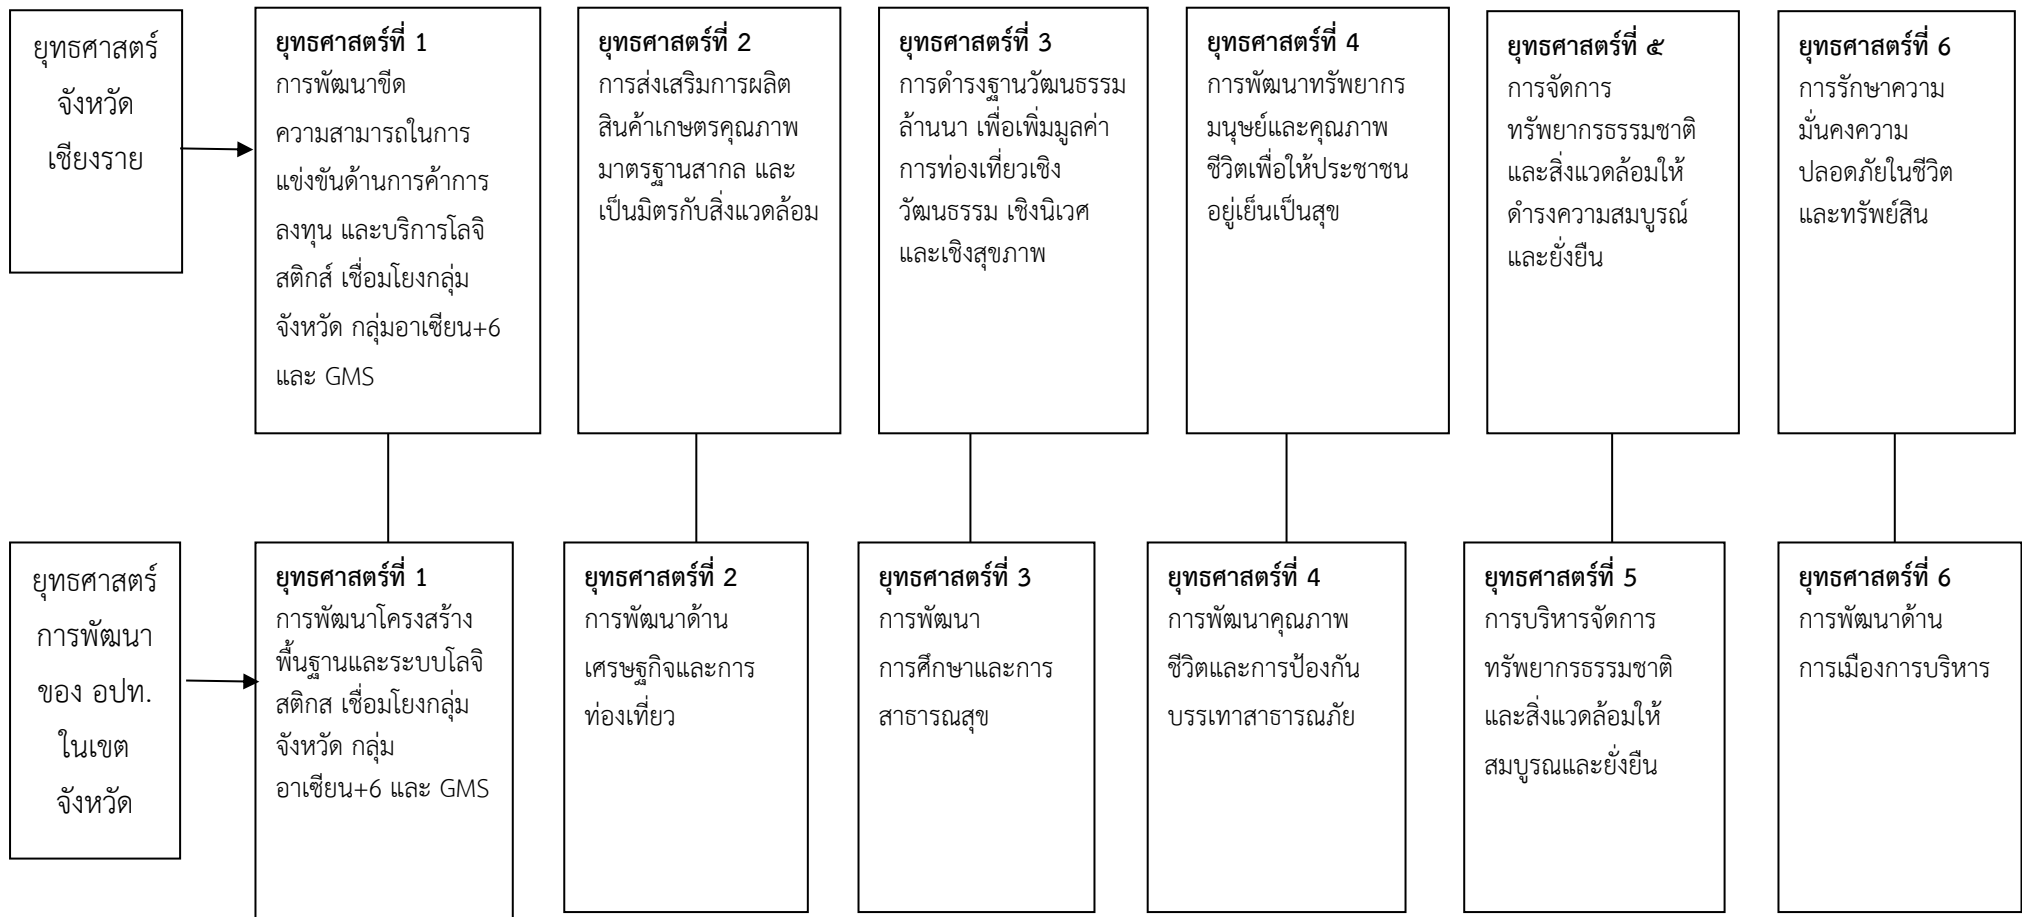 ยุทธศาสตร์
จังหวัด
เชียงราย
ยุทธศาสตร์ที่ 1
การพัฒนาขีด
ความสามารถในการ
แข่งขันด้านการค้าการ
ลงทุน และบริการโลจิ
สติกส์ เชื่อมโยงกลุ่ม
จังหวัด กลุ่มอาเซียน+6
และ GMS
ยุทธศาสตร์ที่ 2
การส่งเสริมการผลิต
สินค้าเกษตรคุณภาพ
มาตรฐานสากล และ
เป็นมิตรกับสิ่งแวดล้อม
ยุทธศาสตร์ที่ 3
การดำรงฐานวัฒนธรรม
ล้านนา เพื่อเพิ่มมูลค่า
การท่องเที่ยวเชิง
วัฒนธรรม เชิงนิเวศ
และเชิงสุขภาพ
ยุทธศาสตร์ที่ 4
การพัฒนาทรัพยากร
มนุษย์และคุณภาพ
ชีวิตเพื่อให้ประชาชน
อยู่เย็นเป็นสุข
ยุทธศาสตร์ที่ ๕
การจัดการ
ทรัพยากรธรรมชาติ
และสิ่งแวดล้อมให้
ดำรงความสมบูรณ์
และยั่งยืน
ยุทธศาสตร์ที่ 6
การรักษาความ
มั่นคงความ
ปลอดภัยในชีวิต
และทรัพย์สิน
ยุทธศาสตร์
การพัฒนา
ของ อปท.
ในเขต
จังหวัด
ยุทธศาสตร์ที่ 1
การพัฒนาโครงสร้าง
พื้นฐานและระบบโลจิ
สติกส เชื่อมโยงกลุ่ม
จังหวัด กลุ่ม
อาเซียน+6 และ GMS
ยุทธศาสตร์ที่ 2
การพัฒนาด้าน
เศรษฐกิจและการ
ท่องเที่ยว
ยุทธศาสตร์ที่ 3
การพัฒนา
การศึกษาและการ
สาธารณสุข
ยุทธศาสตร์ที่ 4
การพัฒนาคุณภาพ
ชีวิตและการป้องกัน
บรรเทาสาธารณภัย
ยุทธศาสตร์ที่ 5
การบริหารจัดการ
ทรัพยากรธรรมชาติ
และสิ่งแวดล้อมให้
สมบูรณและยั่งยืน
ยุทธศาสตร์ที่ 6
การพัฒนาด้าน
การเมืองการบริหาร